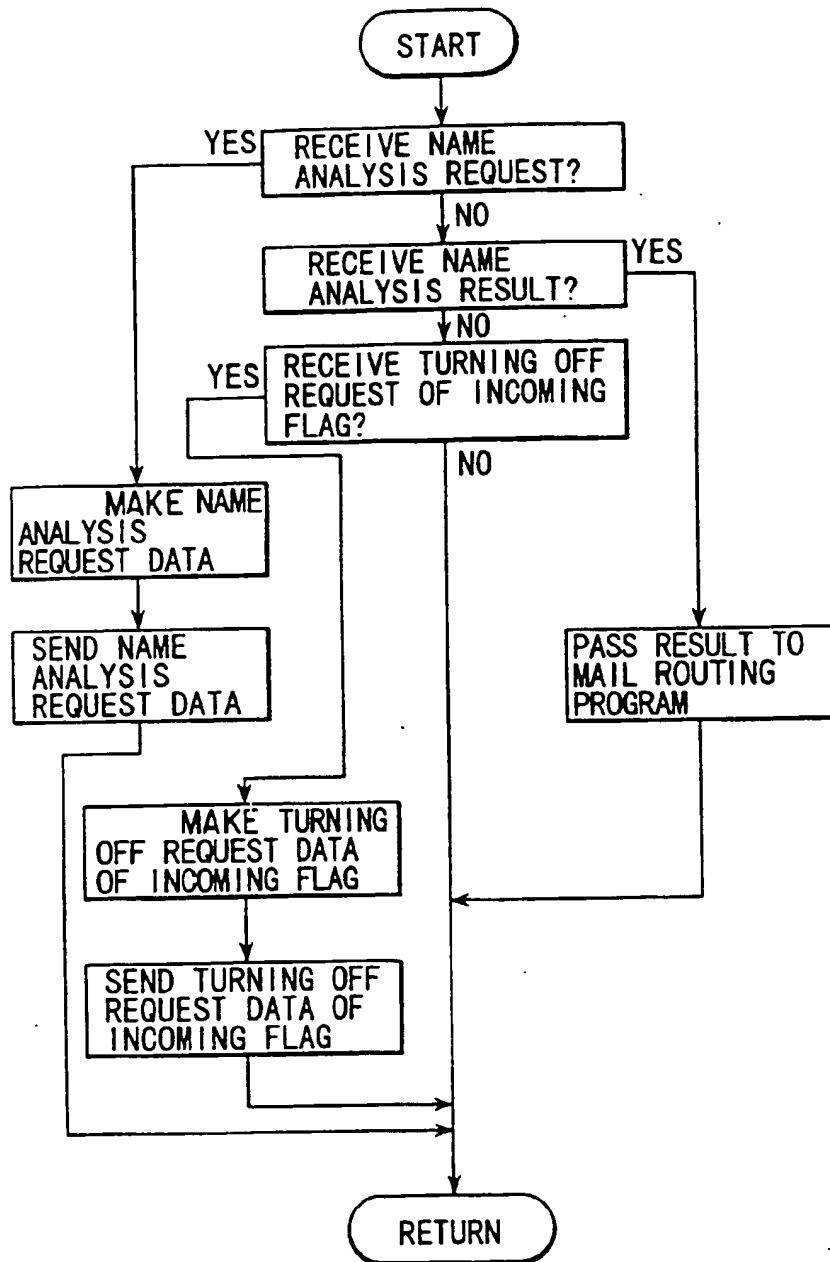 START
YES
RECEIVE NAME
ANALYSIS REQUEST?
NO
RECEIVE NAME
ANALYSIS RESULT?
YES
NO
YES
RECEIVE TURNING OFF
REQUEST OF INCOMING
FLAG?
NO
MAKE NAME
ANALYSIS
REQUEST DATA
SEND NAME
ANALYSIS
REQUEST DATA
PASS RESULT TO
MAIL ROUTING
PROGRAM
MAKE TURNING
OFF REQUEST DATA
OF INCOMING FLAG
SEND TURNING OFF
REQUEST DATA OF
INCOMING FLAG
RETURN